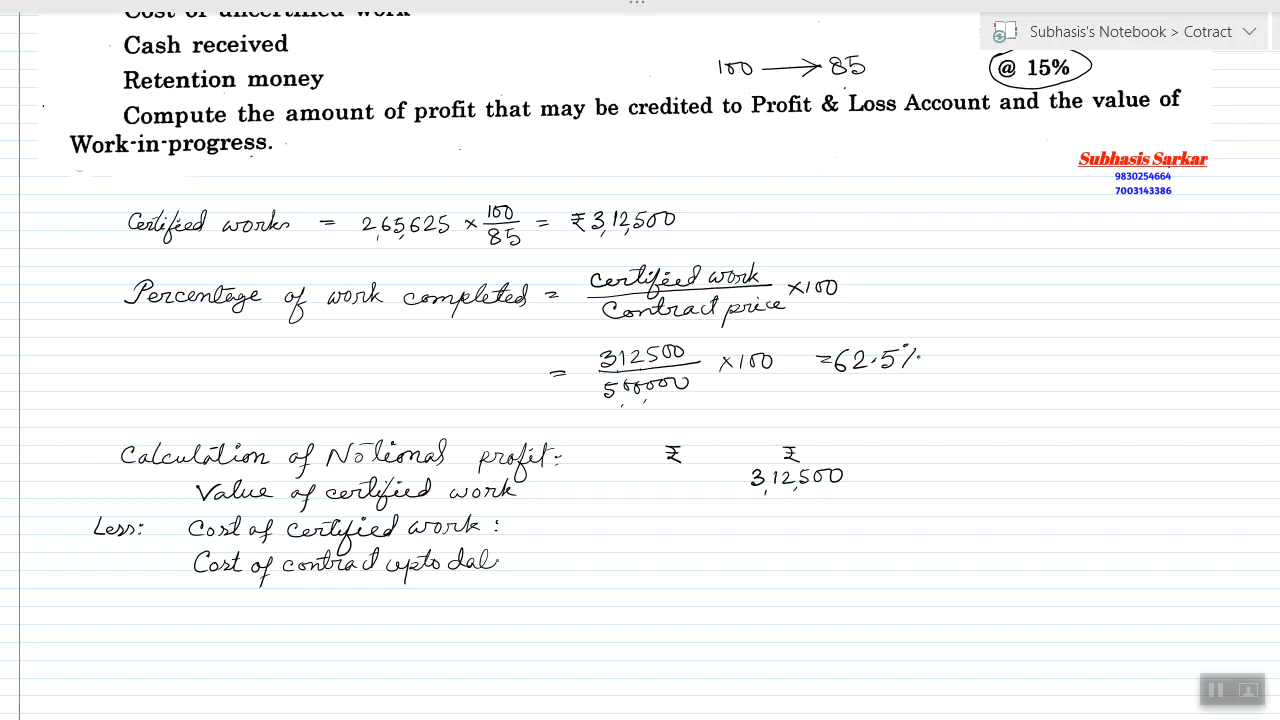 Cost of uncertified work
Subhasis's Notebook > Cotract
Cash received
Retention money
100 → 85
@ 15%
Compute the amount of profit that may be credited to Profit & Loss Account and the value of
Work-in-progress.
Subhasis Sarkar
9830254664
7003143386
Certified works = 2,65,625 × 100/85 = ₹3,12,500
Percentage of work completed = certified work / Contract price × 100
= 312500 / 500000 × 100 = 62.5%
Calculation of Notional profit:- ₹ ₹
Value of certified work 3,12,500
Less: Cost of certified work :
Cost of contract upto dat